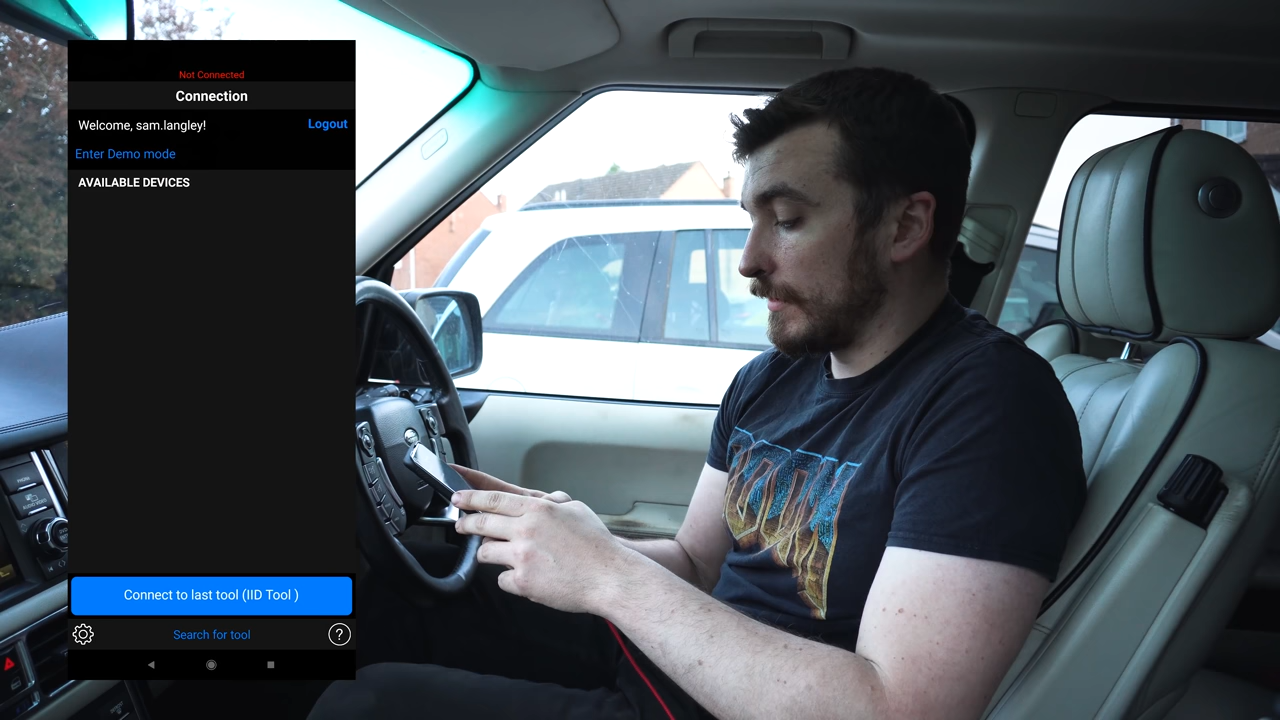 Not Connected
Connection
Welcome, sam.langley!
Logout
Enter Demo mode
AVAILABLE DEVICES
Connect to last tool (IID Tool )
Search for tool
?
DOOM